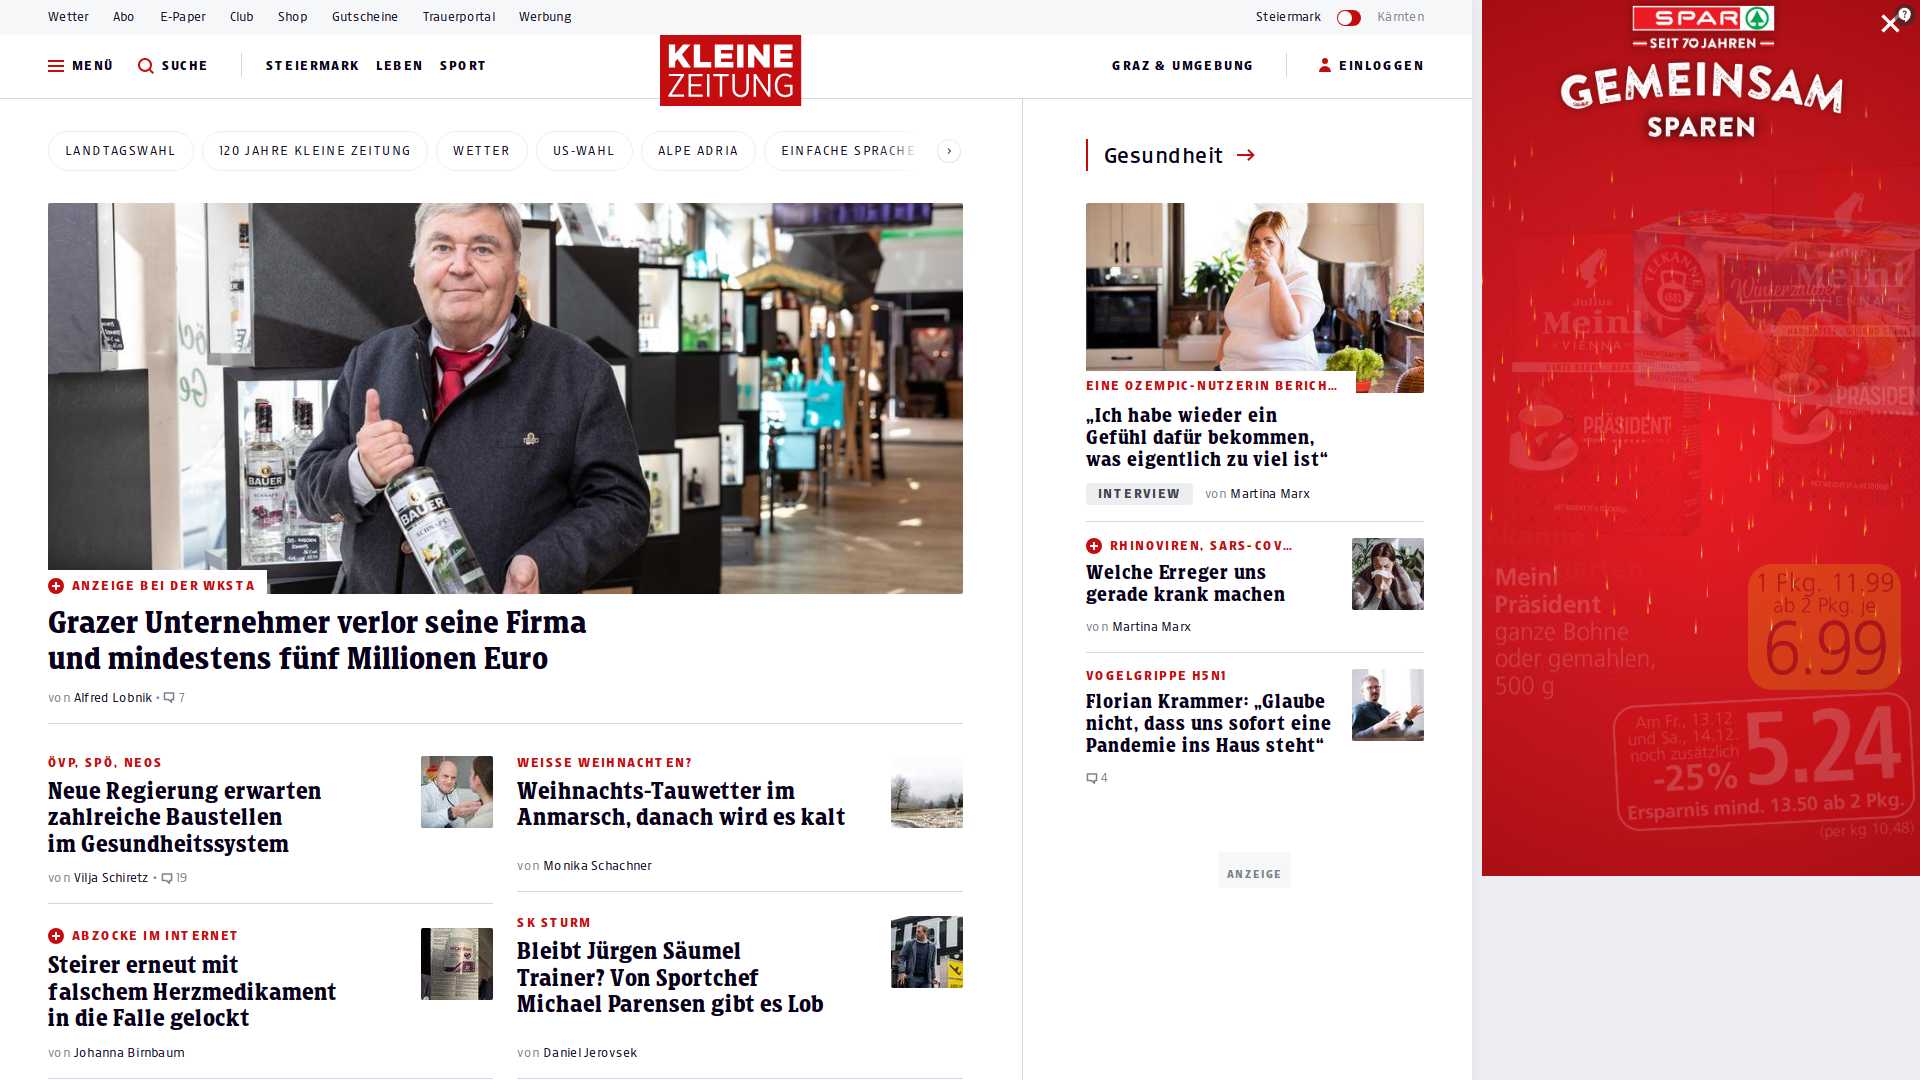 Wetter Abo E-Paper Club Shop Gutscheine Trauerportal Werbung
Steiermark Kärnten
MENÜ SUCHE STEIERMARK LEBEN SPORT
KLEINE
ZEITUNG
GRAZ & UMGEBUNG EINLOGGEN
LANDTAGSWAHL 120 JAHRE KLEINE ZEITUNG WETTER US-WAHL ALPE ADRIA EINFACHE SPRACHE
BAUER
BAUER
SCHNAPS
ANZEIGE BEI DER WKSTA
Grazer Unternehmer verlor seine Firma
und mindestens fünf Millionen Euro
von Alfred Lobnik • 7
ÖVP, SPÖ, NEOS
Neue Regierung erwarten
zahlreiche Baustellen
im Gesundheitssystem
von Vilja Schiretz • 19
ABZOCKE IM INTERNET
Steirer erneut mit
falschem Herzmedikament
in die Falle gelockt
von Johanna Birnbaum
WEISSE WEIHNACHTEN?
Weihnachts-Tauwetter im
Anmarsch, danach wird es kalt
von Monika Schachner
SK STURM
Bleibt Jürgen Säumel
Trainer? Von Sportchef
Michael Parensen gibt es Lob
von Daniel Jerovsek
Gesundheit
EINE OZEMPIC-NUTZERIN BERICH…
„Ich habe wieder ein
Gefühl dafür bekommen,
was eigentlich zu viel ist“
INTERVIEW von Martina Marx
RHINOVIREN, SARS-COV…
Welche Erreger uns
gerade krank machen
von Martina Marx
VOGELGRIPPE H5N1
Florian Krammer: „Glaube
nicht, dass uns sofort eine
Pandemie ins Haus steht“
4
ANZEIGE
SPAR
SEIT 70 JAHREN
GEMEINSAM
SPAREN
TEEKANNE
Winterzauber
Julius
Meinl
VIENNA
Meinl
VIENNA
PRÄSIDENT
PRÄSIDENT
Meinl
Präsident
ganze Bohne
oder gemahlen,
500 g
1 Pkg. 11.99
ab 2 Pkg. je
6.99
Am Fr., 13.12.
und Sa., 14.12.
noch zusätzlich
-25% 5.24
Ersparnis mind. 13.50 ab 2 Pkg.
(per kg 10,48)